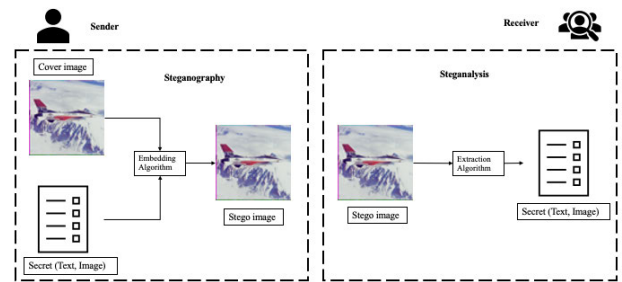 Sender
Receiver
Cover image
Steganography
Steganalysis
Embedding
Algorithm
Extraction
Algorithm
Stego image
Stego image
Secret (Text, Image)
Secret (Text, Image)